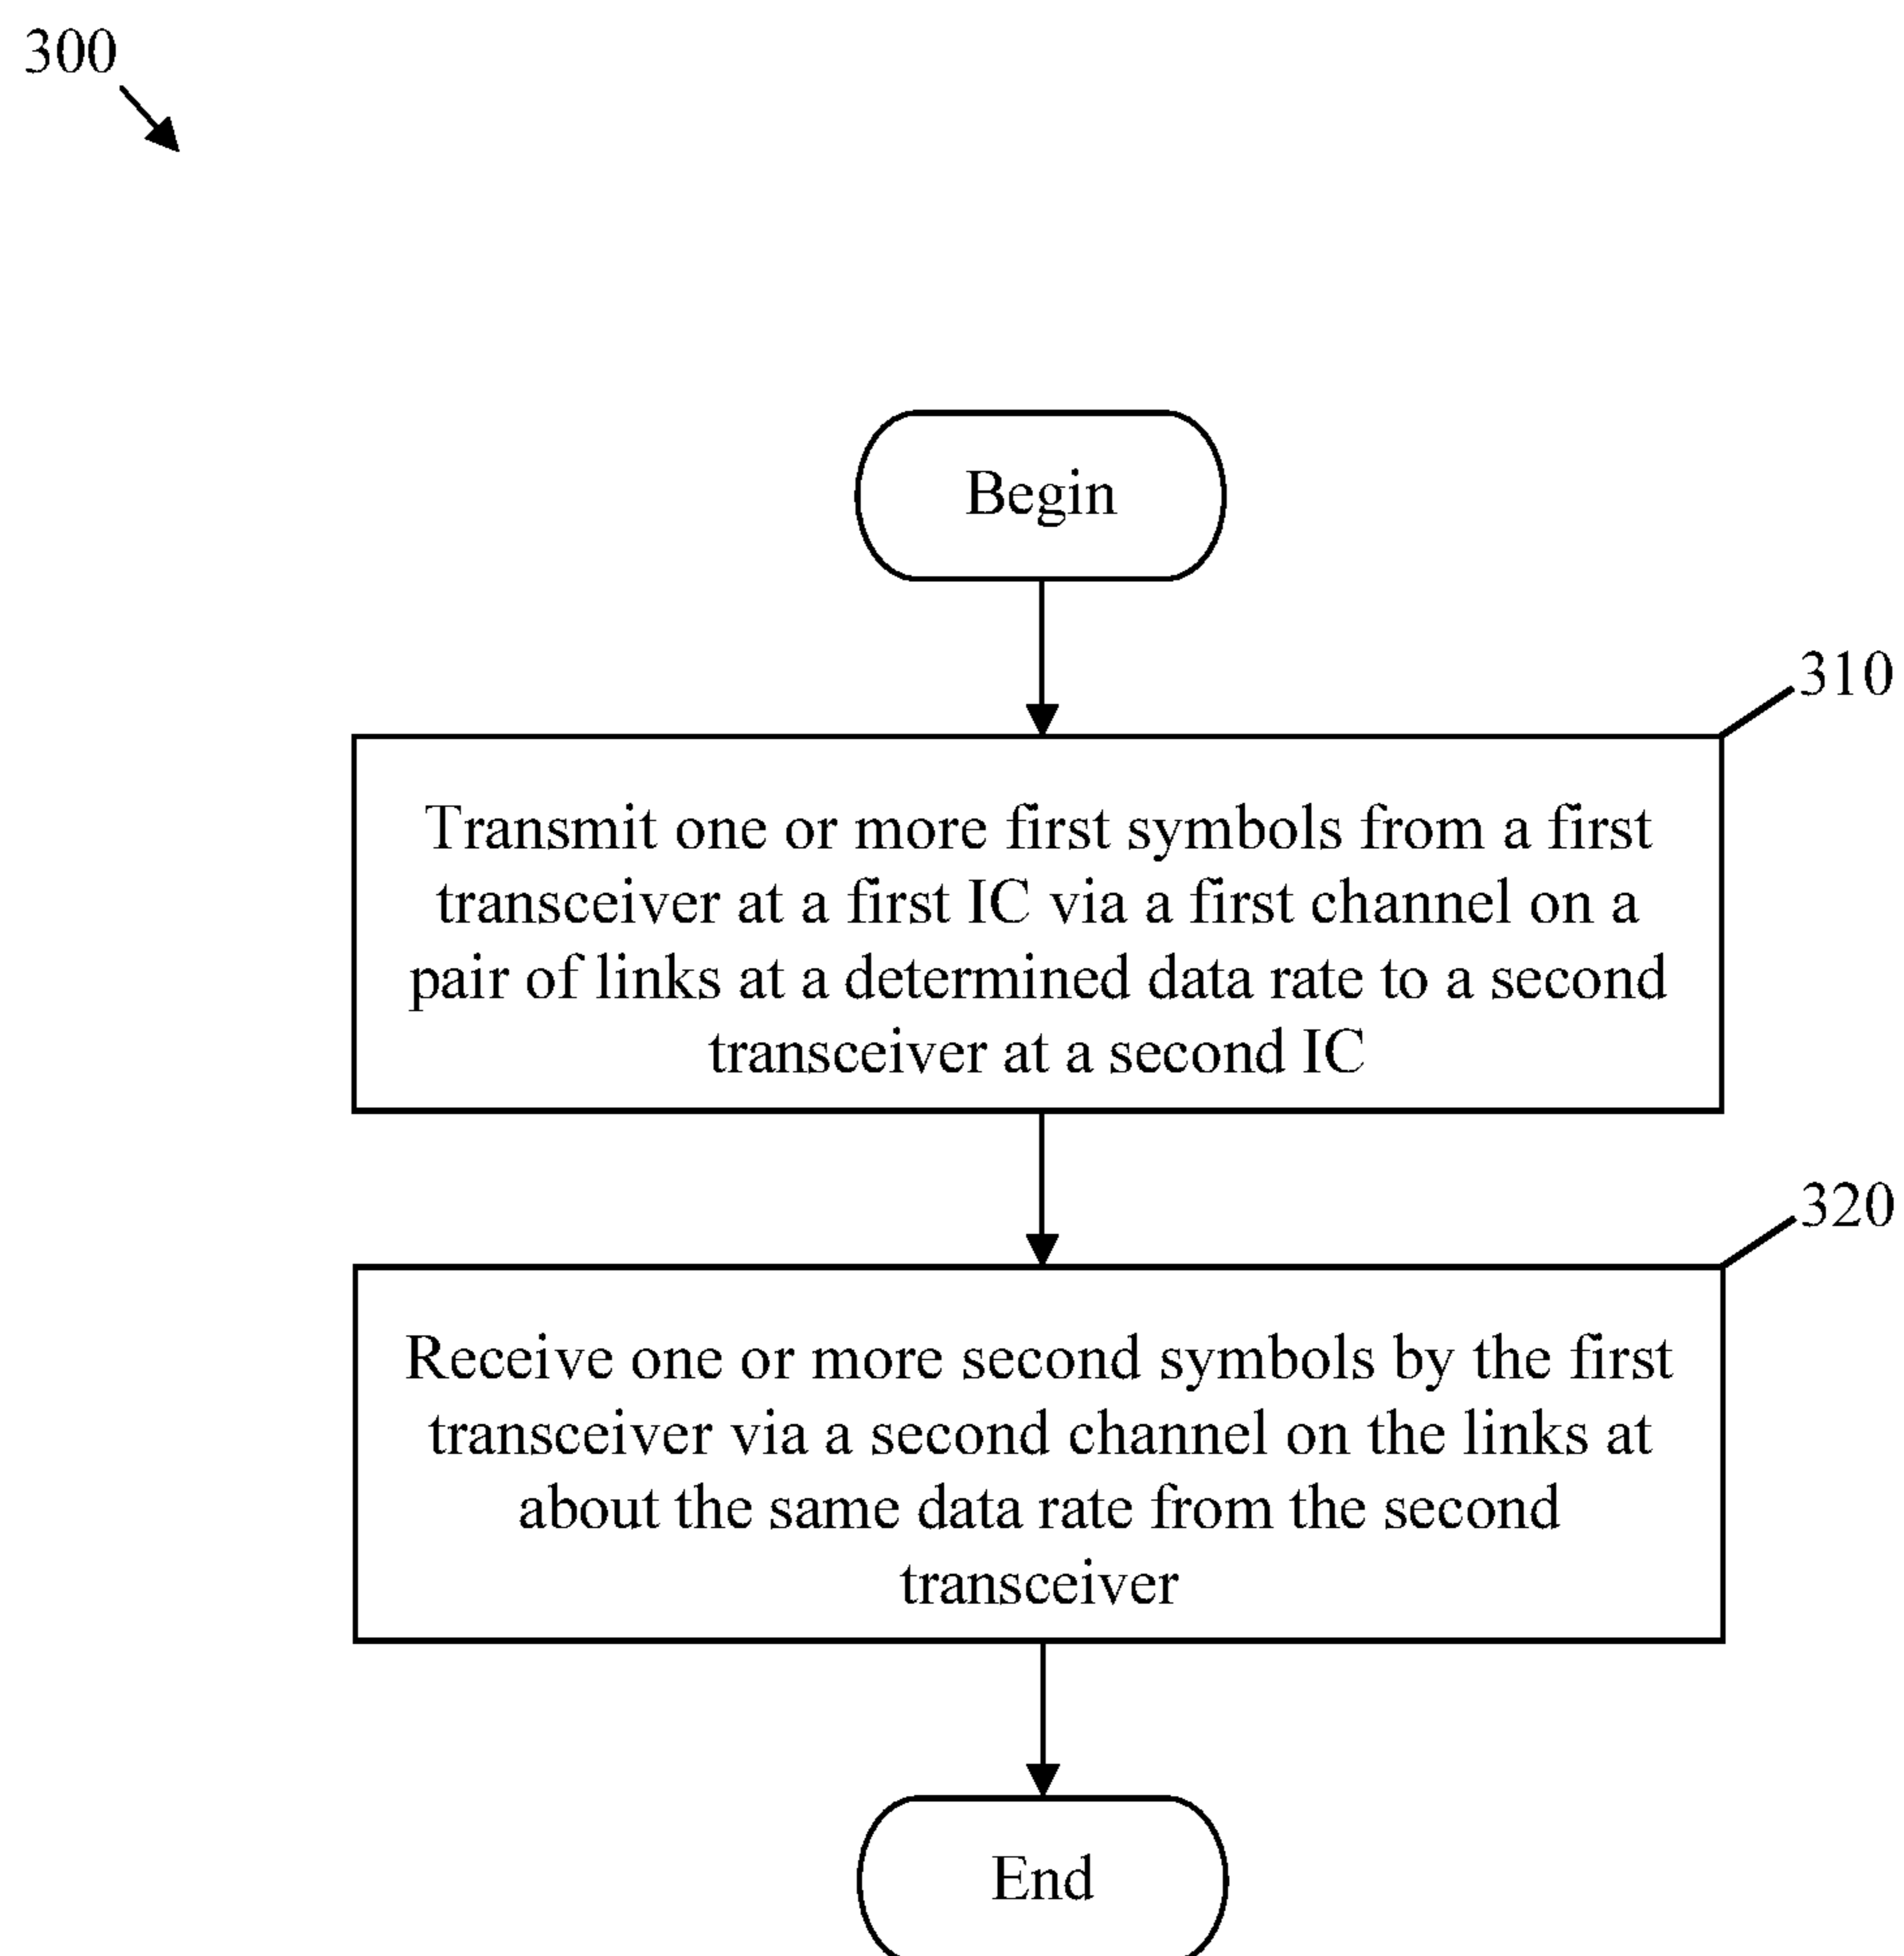 300
Begin
310
Transmit one or more first symbols from a first
transceiver at a first IC via a first channel on a
pair of links at a determined data rate to a second
transceiver at a second IC
320
Receive one or more second symbols by the first
transceiver via a second channel on the links at
about the same data rate from the second
transceiver
End